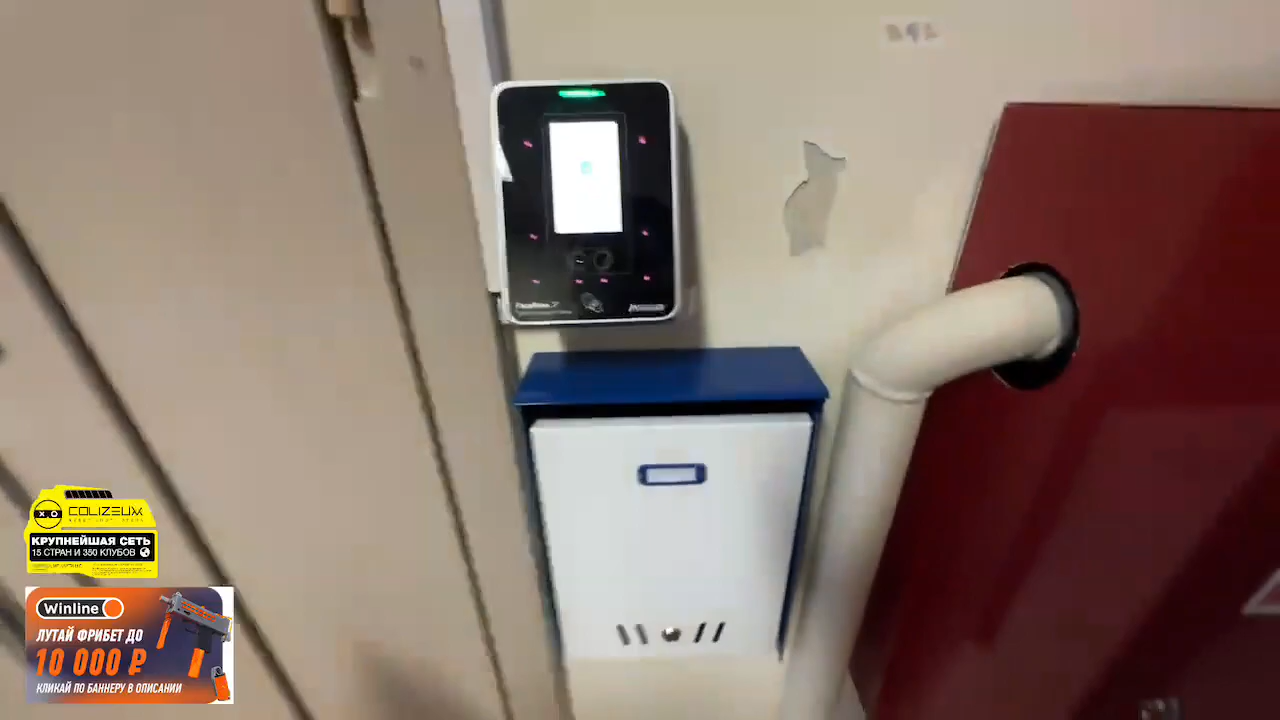 COLIZEUM
КРУПНЕЙШАЯ СЕТЬ
15 СТРАН И 350 КЛУБОВ
Winline
ЛУТАЙ ФРИБЕТ ДО
10 000 ₽
КЛИКАЙ ПО БАННЕРУ В ОПИСАНИИ